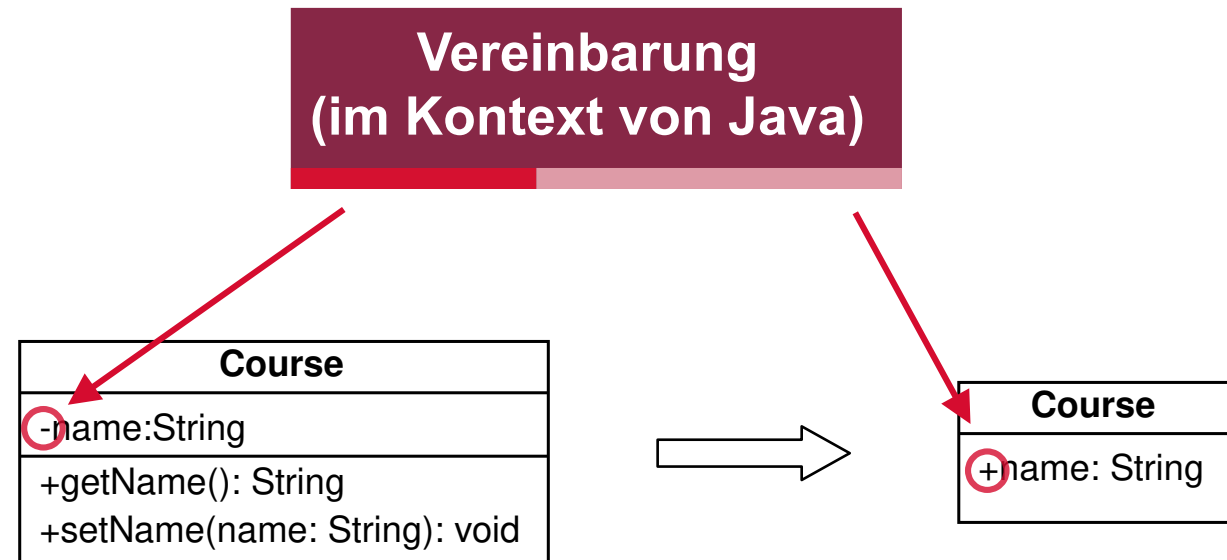 Vereinbarung
(im Kontext von Java)
Course
-name:String
+getName(): String
+setName(name: String): void
Course
+name: String